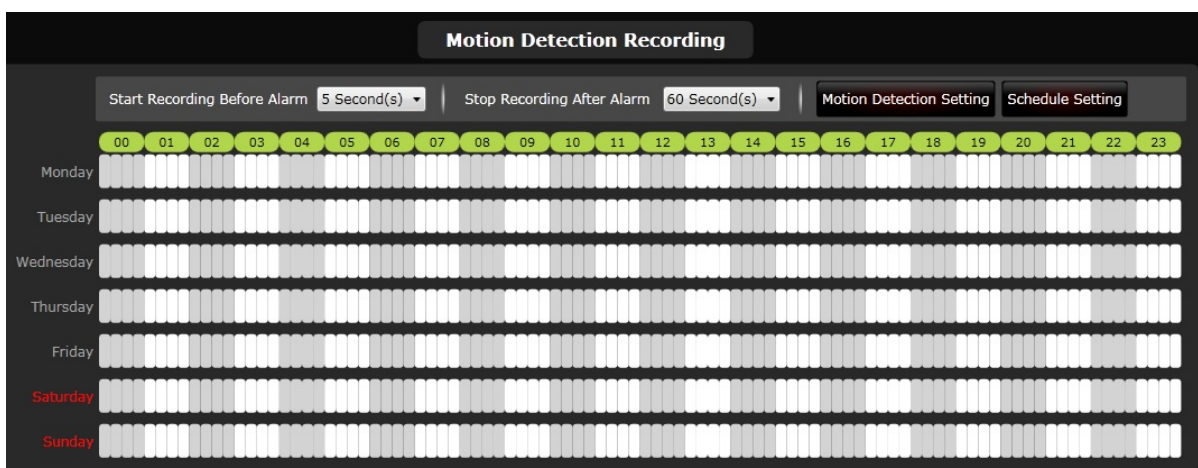 Motion Detection Recording
Start Recording Before Alarm 5 Second(s) Stop Recording After Alarm 60 Second(s) Motion Detection Setting Schedule Setting
00 01 02 03 04 05 06 07 08 09 10 11 12 13 14 15 16 17 18 19 20 21 22 23
Monday
Tuesday
Wednesday
Thursday
Friday
Saturday
Sunday